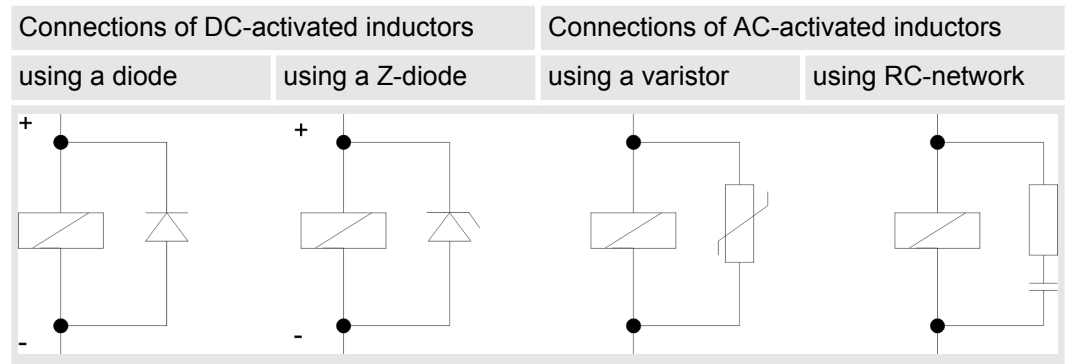 Connections of DC-activated inductors
Connections of AC-activated inductors
using a diode
using a Z-diode
using a varistor
using RC-network
+
+
-
-